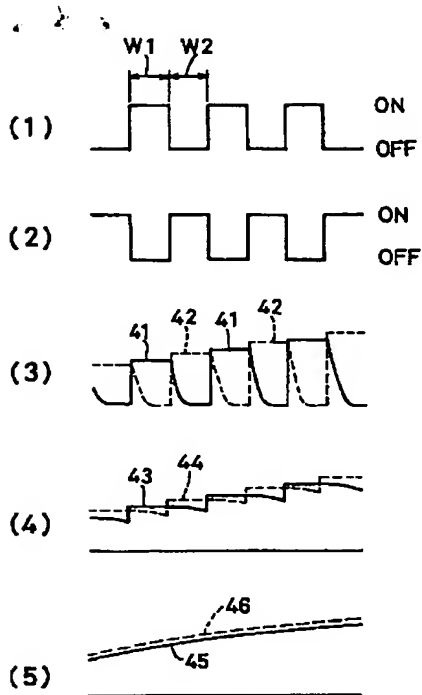 W1 W2
(1) ON
OFF
(2) ON
OFF
(3) 41 42 41 42
(4) 43 44
(5) 46
45